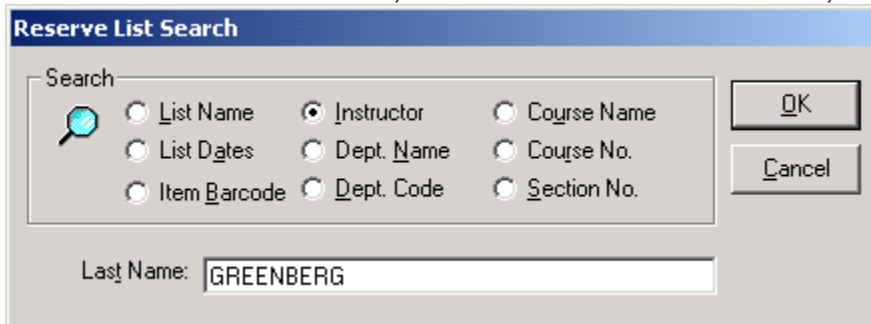 Reserve List Search
Search
List Name Instructor Course Name
List Dates Dept. Name Course No.
Item Barcode Dept. Code Section No.
OK
Cancel
Last Name: GREENBERG